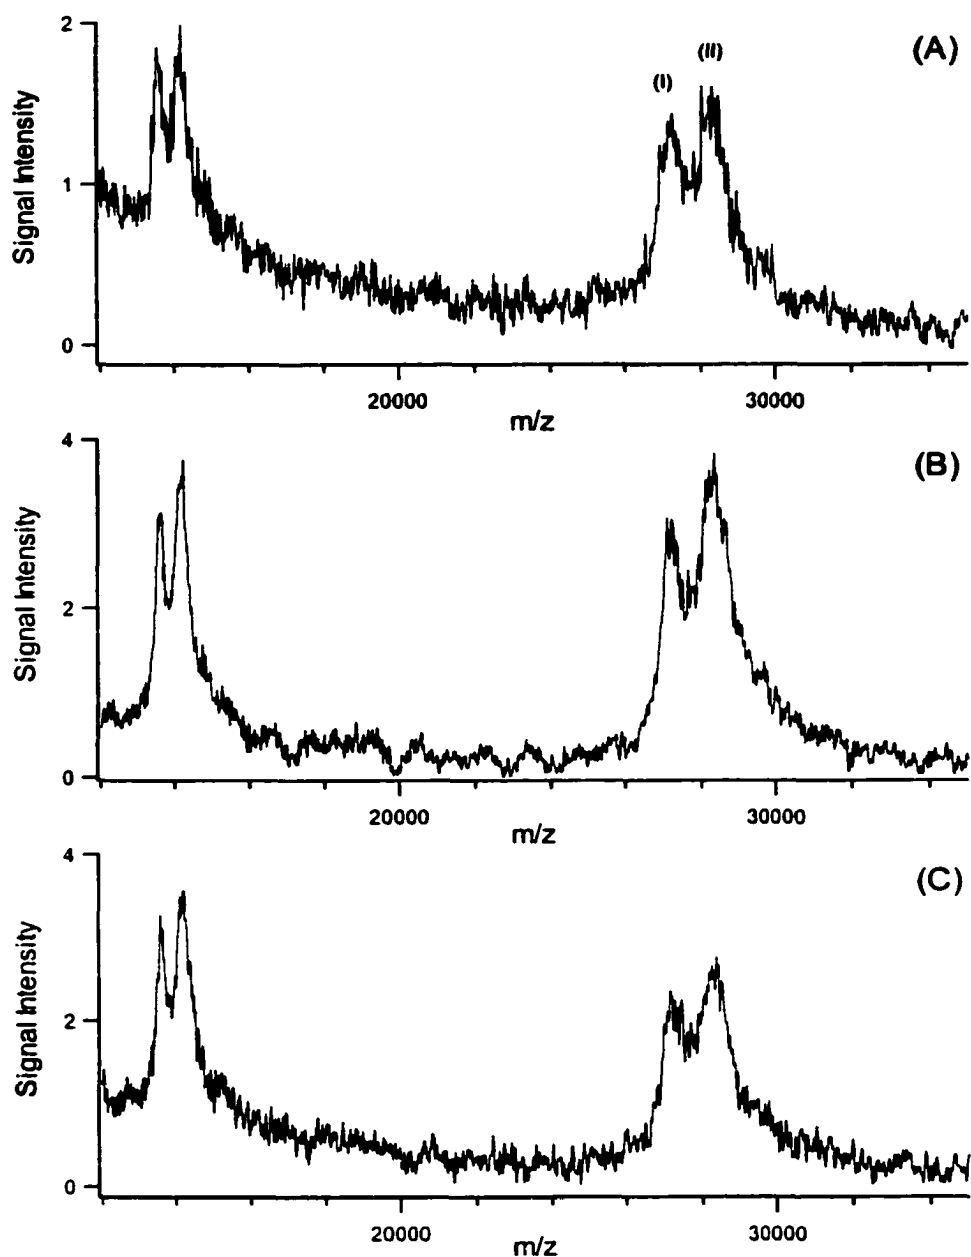 2
(A)
(II)
(I)
Signal Intensity
1
0
20000
30000
m/z
4
(B)
Signal Intensity
2
0
20000
30000
m/z
4
(C)
Signal Intensity
2
0
20000
30000
m/z